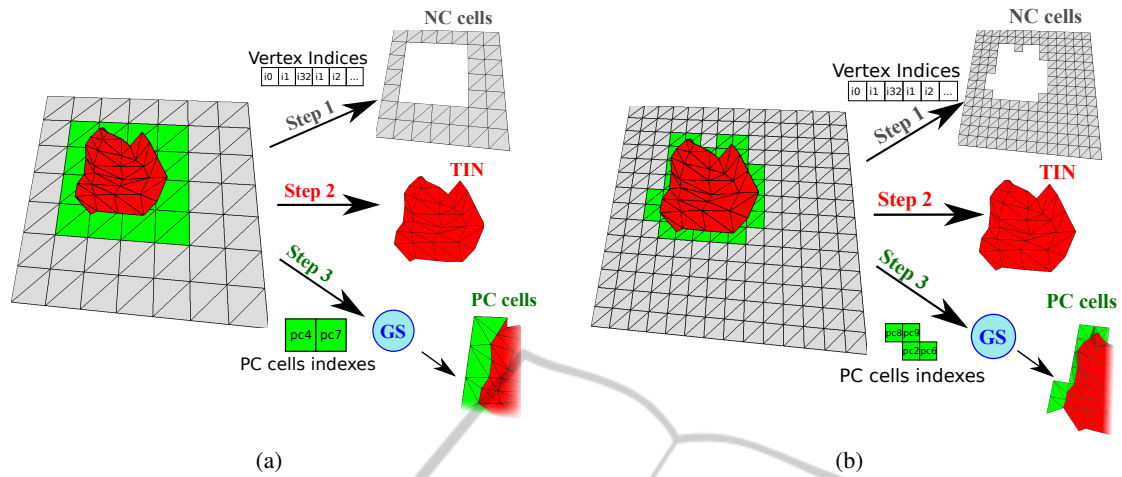 NC cells
Vertex Indices
i0 i1 i32 i1 i2 ...
Step 1
TIN
Step 2
Step 3
PC cells
GS
pc4 pc7
PC cells indexes
(a)
NC cells
Vertex Indices
i0 i1 i32 i1 i2 ...
Step 1
TIN
Step 2
Step 3
PC cells
GS
pc8 pc9
pc2 pc6
PC cells indexes
(b)